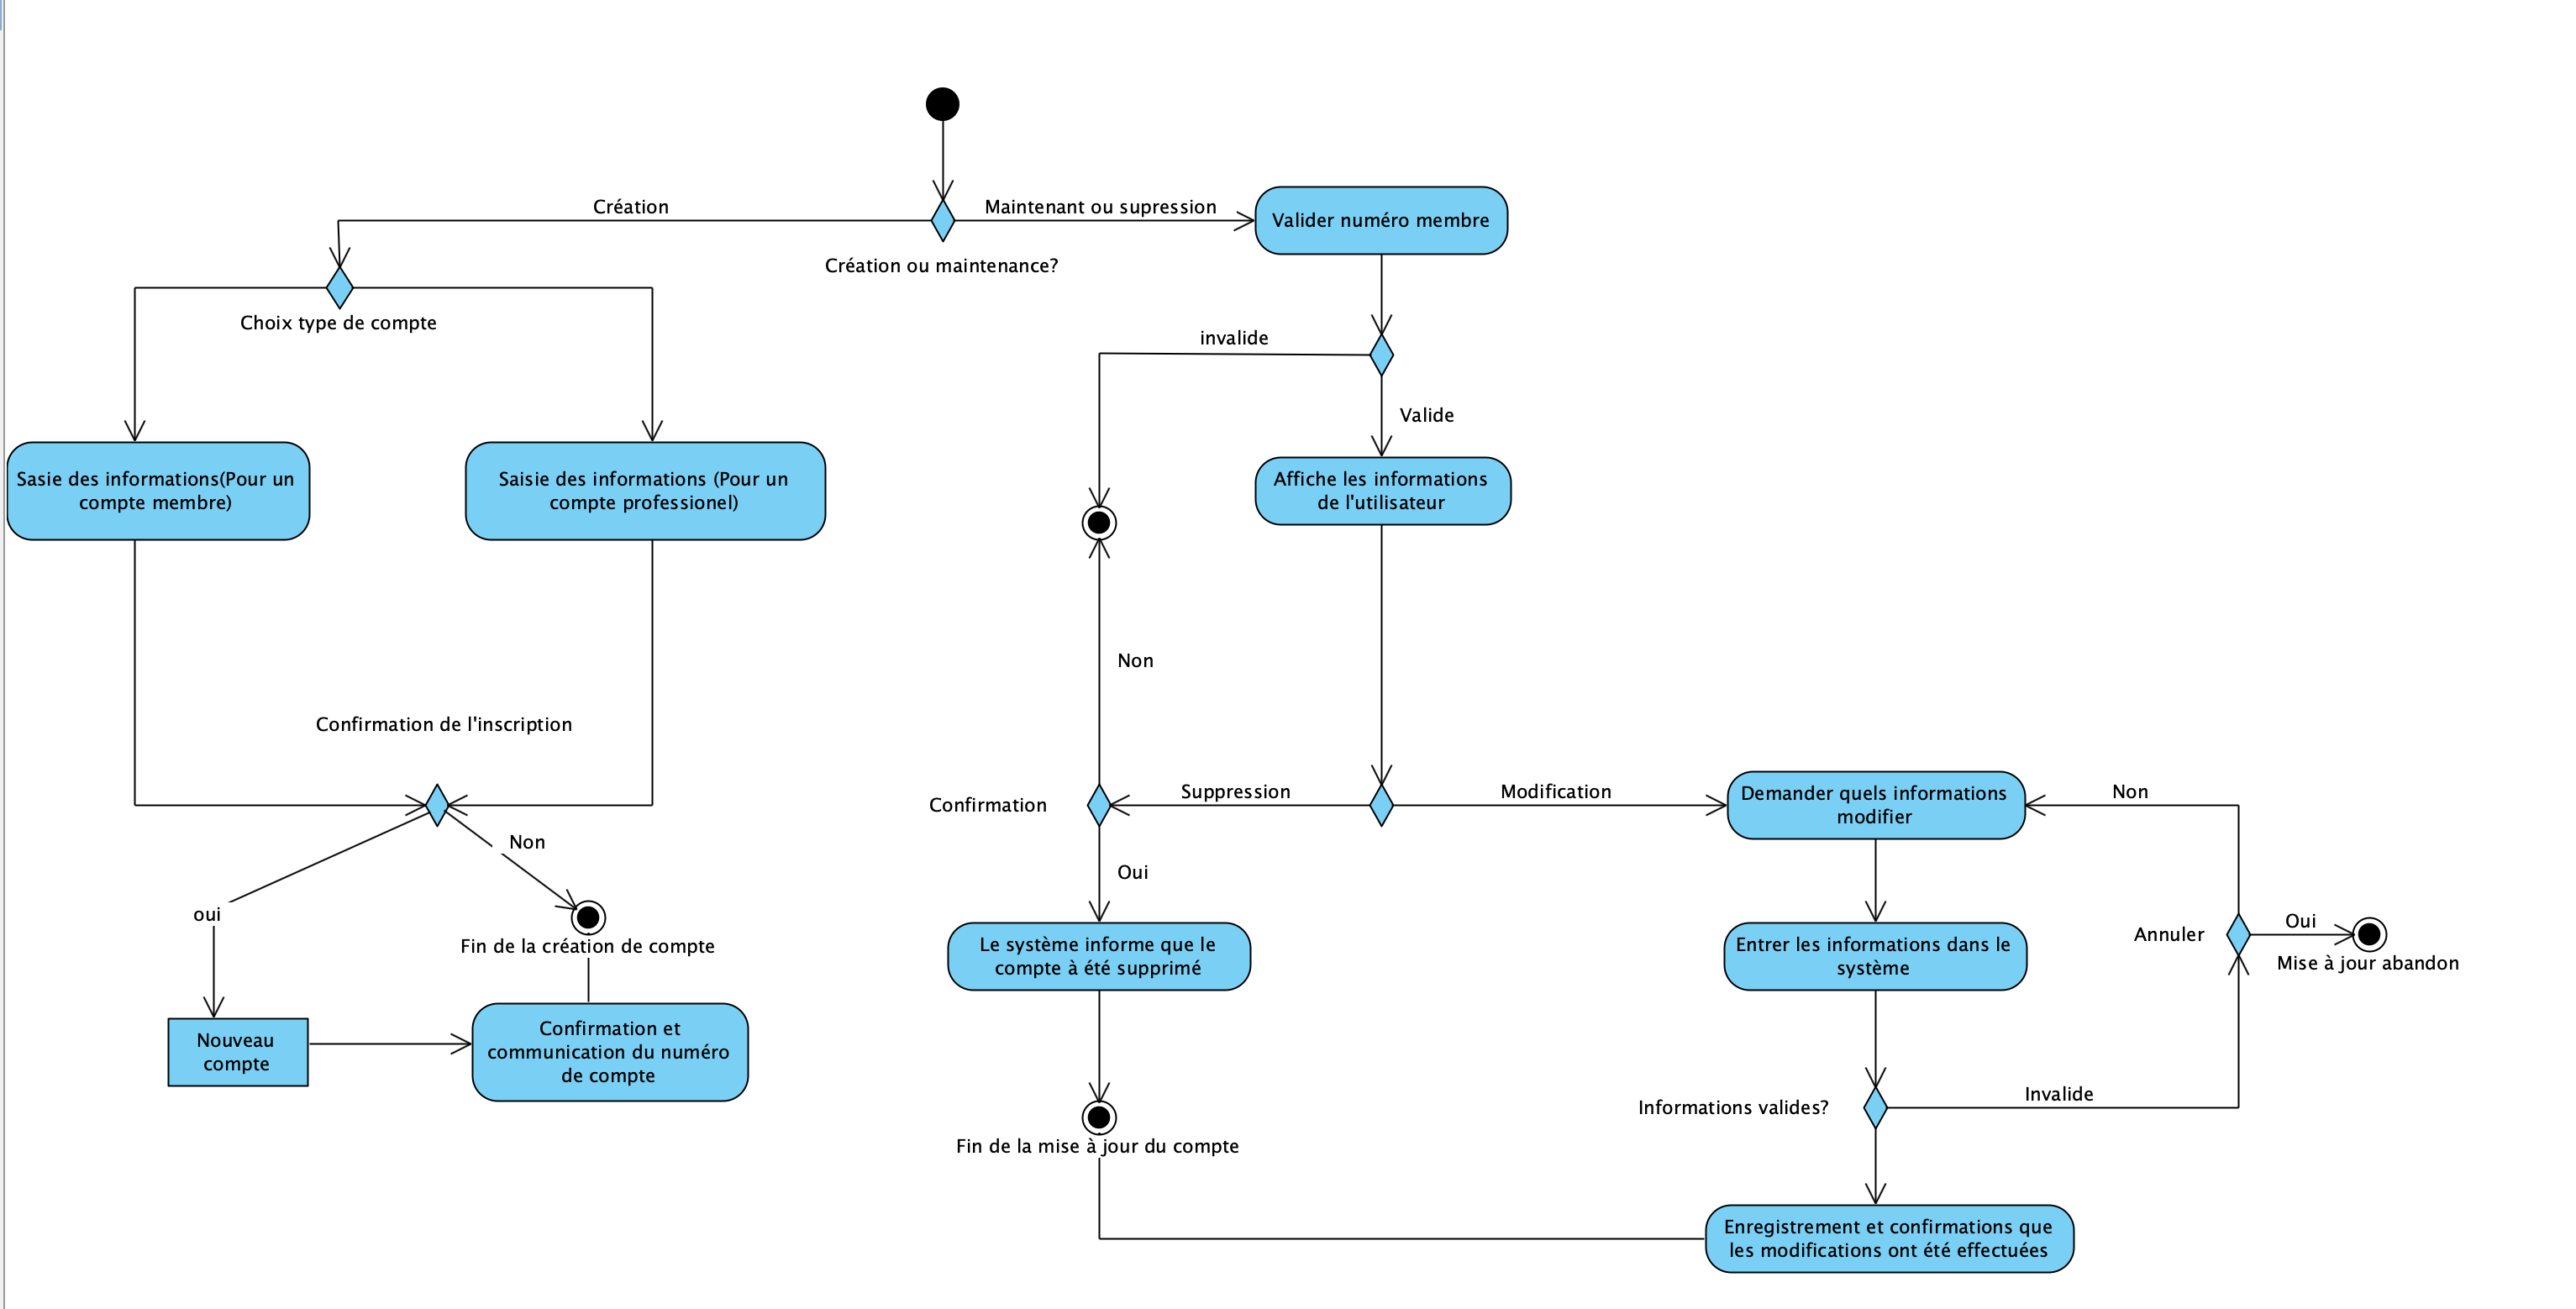 Création
Maintenant ou supression
Valider numéro membre
Création ou maintenance?
Choix type de compte
invalide
Valide
Sasie des informations(Pour un
compte membre)
Saisie des informations (Pour un
compte professionel)
Affiche les informations
de l'utilisateur
Non
Confirmation de l'inscription
Confirmation
Suppression
Modification
Demander quels informations
modifier
Non
Non
oui
Oui
Fin de la création de compte
Le système informe que le
compte à été supprimé
Entrer les informations dans le
système
Annuler
Oui
Mise à jour abandon
Nouveau
compte
Confirmation et
communication du numéro
de compte
Informations valides?
Invalide
Fin de la mise à jour du compte
Enregistrement et confirmations que
les modifications ont été effectuées